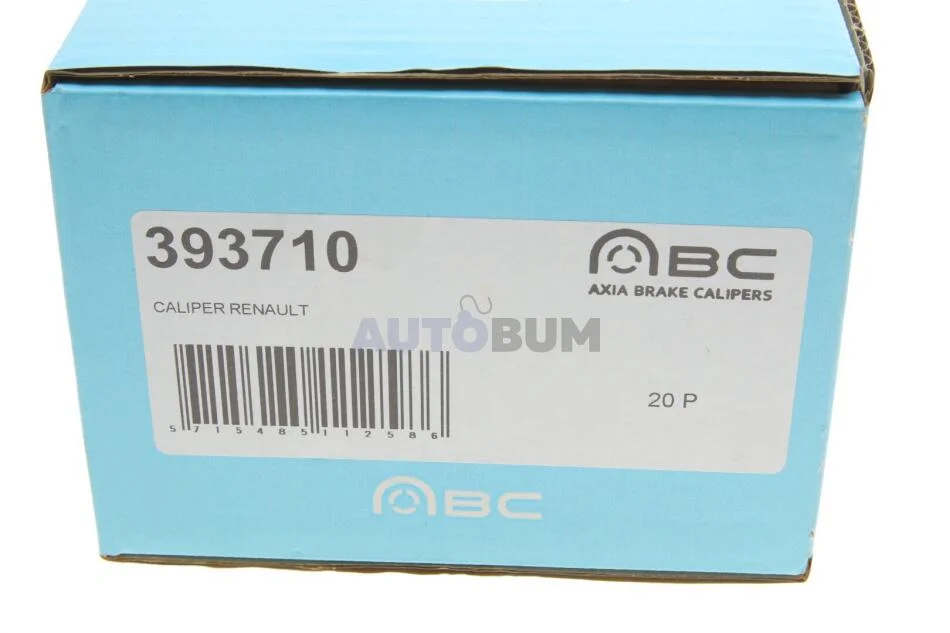 393710
ABC
AXIA BRAKE CALIPERS
CALIPER RENAULT
AUTOBUM
20 P
5715485112586
ABC